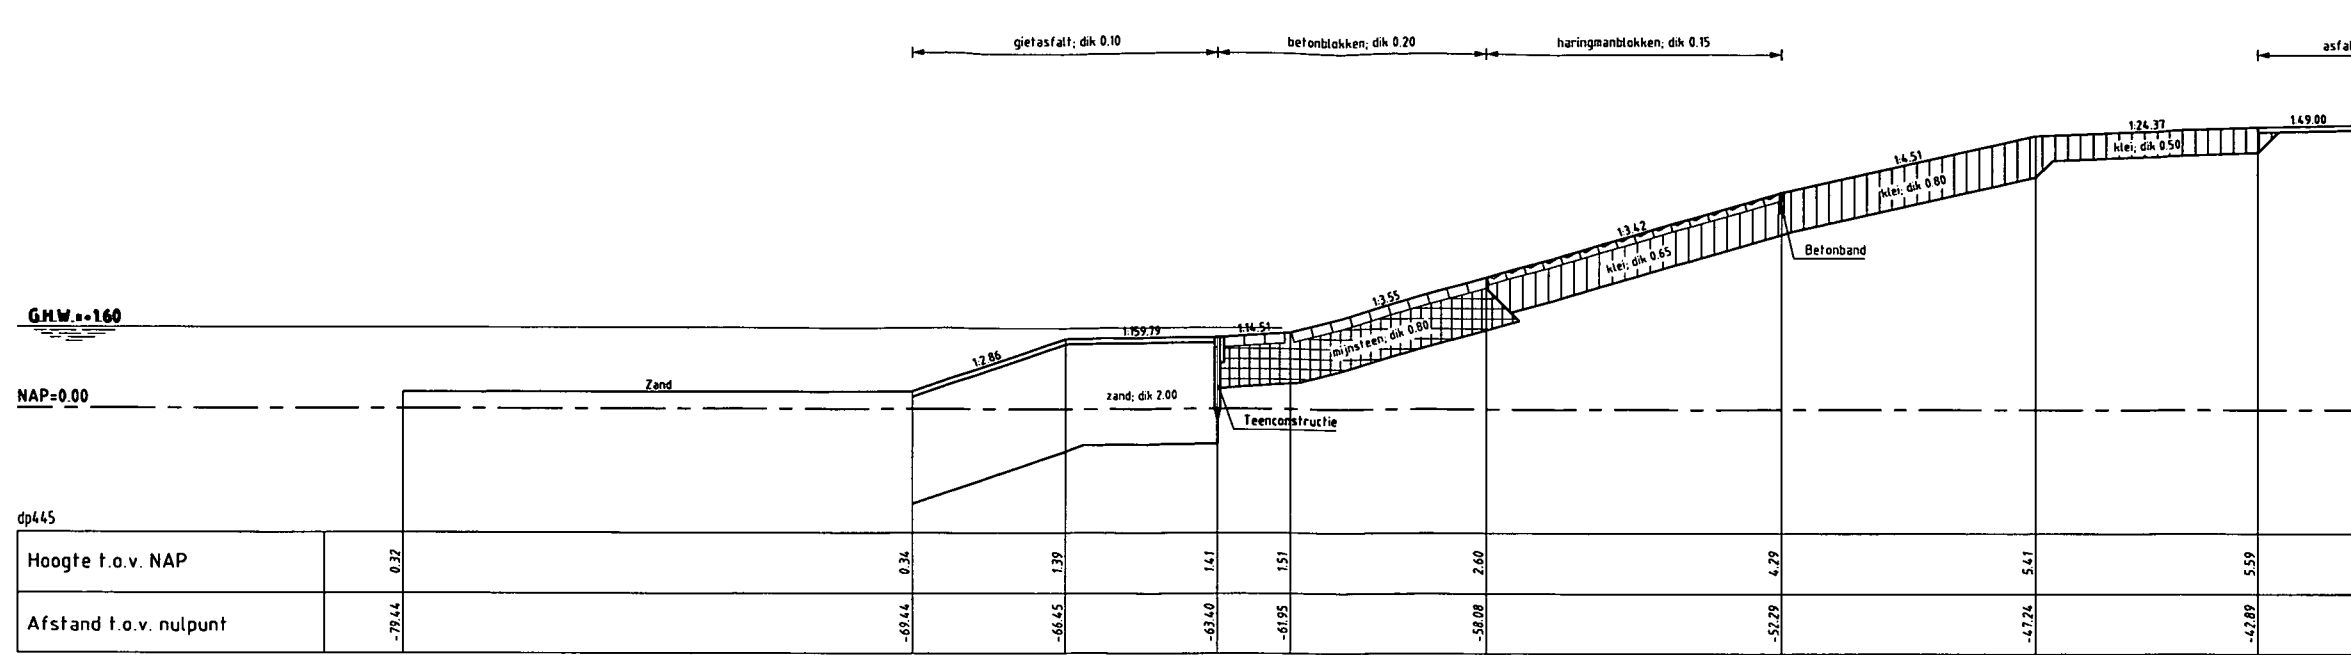 gietasfalt; dik 0.10
betonblokken; dik 0.20
haringmanblokken; dik 0.15
asfal
1:49.00
1:24.37
klei; dik 0.50
1:4.51
klei; dik 0.80
1:3.42
klei; dik 0.65
Betonband
G.H.W.=+1.60
1:3.55
1:14.51
1:159.79
mijnsteen; dik 0.80
1:2.86
Zand
NAP=0.00
zand; dik 2.00
Teenconstructie
dp445
Hoogte t.o.v. NAP 0.32 0.34 1.39 1.41 1.51 2.60 4.29 5.41 5.59
Afstand t.o.v. nulpunt -79.44 -69.44 -66.45 -63.40 -61.95 -58.08 -52.29 -47.24 -42.89